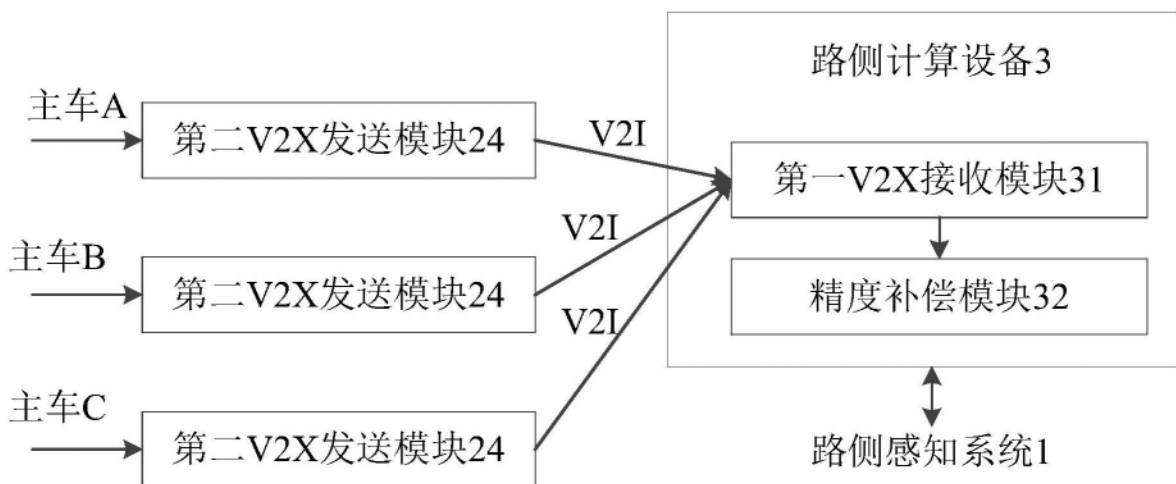 主车A
第二V2X发送模块24
V2I
主车B
第二V2X发送模块24
V2I
主车C
第二V2X发送模块24
V2I
路侧计算设备3
第一V2X接收模块31
精度补偿模块32
路侧感知系统1